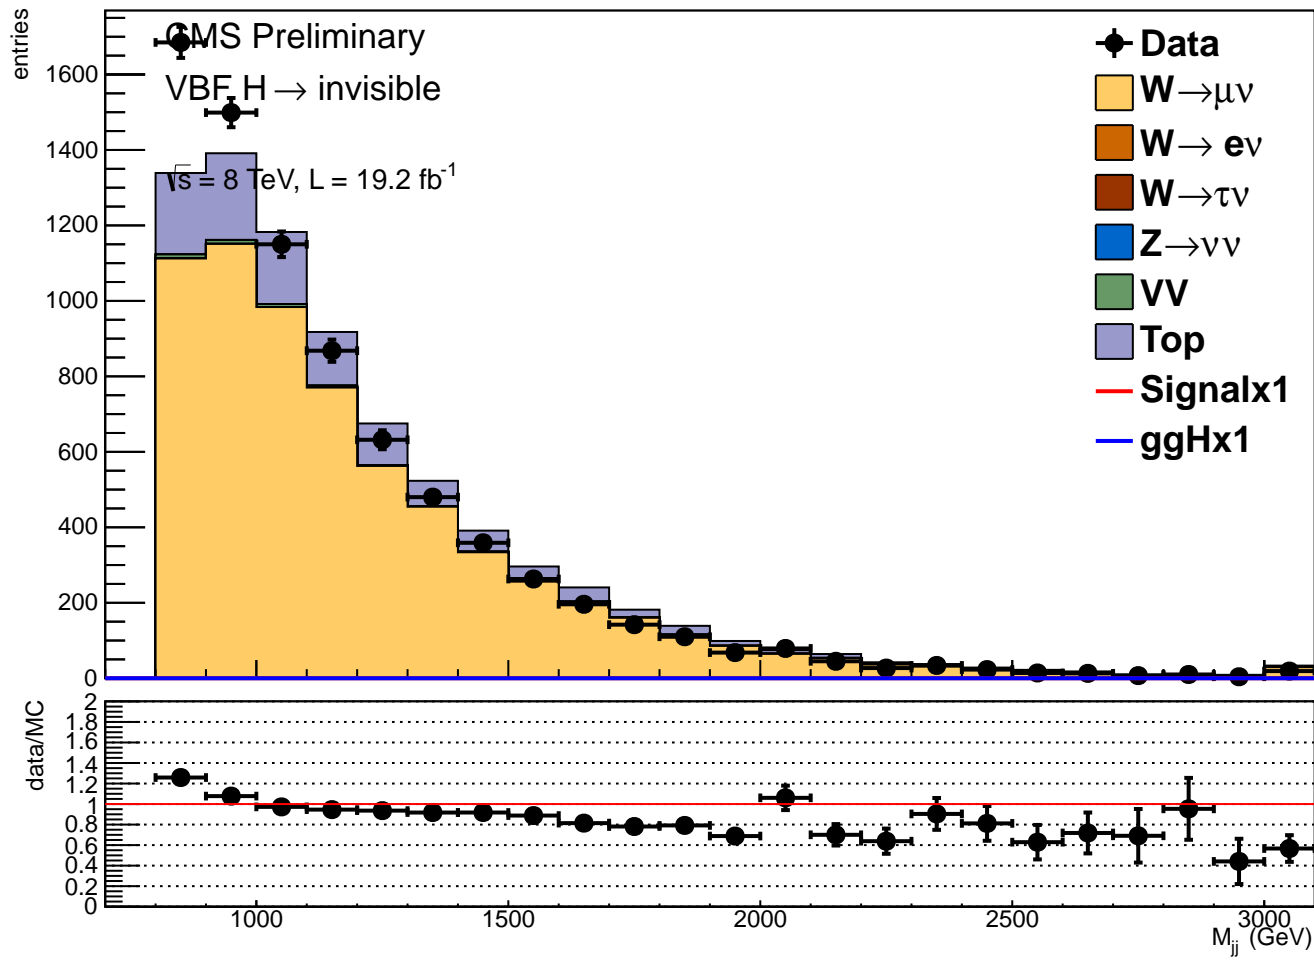 entries
1600
1400
1200
1000
800
600
400
200
0
CMS Preliminary
VBF H → invisible
√s = 8 TeV, L = 19.2 fb-1
Data
W→μν
W→ eν
W→τν
Z→νν
VV
Top
Signalx1
ggHx1
data/MC
2
1.8
1.6
1.4
1.2
1
0.8
0.6
0.4
0.2
0
1000 1500 2000 2500 3000
Mjj (GeV)